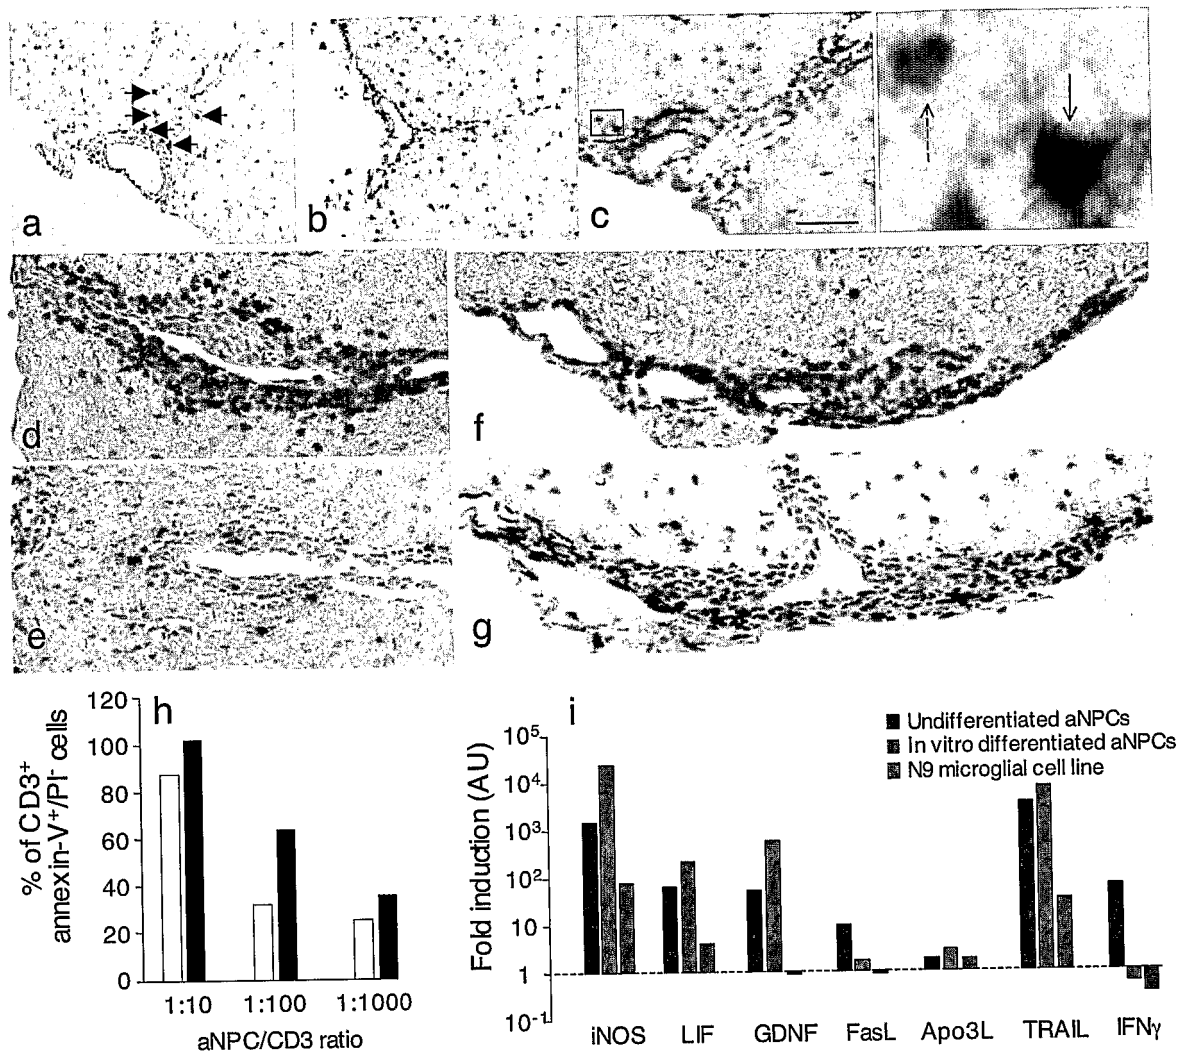 a
b
c
d
f
e
g
h
% of CD3+
annexin-V+/PI- cells
120
100
80
60
40
20
0
1:10 1:100 1:1000
aNPC/CD3 ratio
i
Undifferentiated aNPCs
In vitro differentiated aNPCs
N9 microglial cell line
Fold induction (AU)
10⁵
10⁴
10³
10²
10
1
10⁻¹
iNOS LIF GDNF FasL Apo3L TRAIL IFNγ